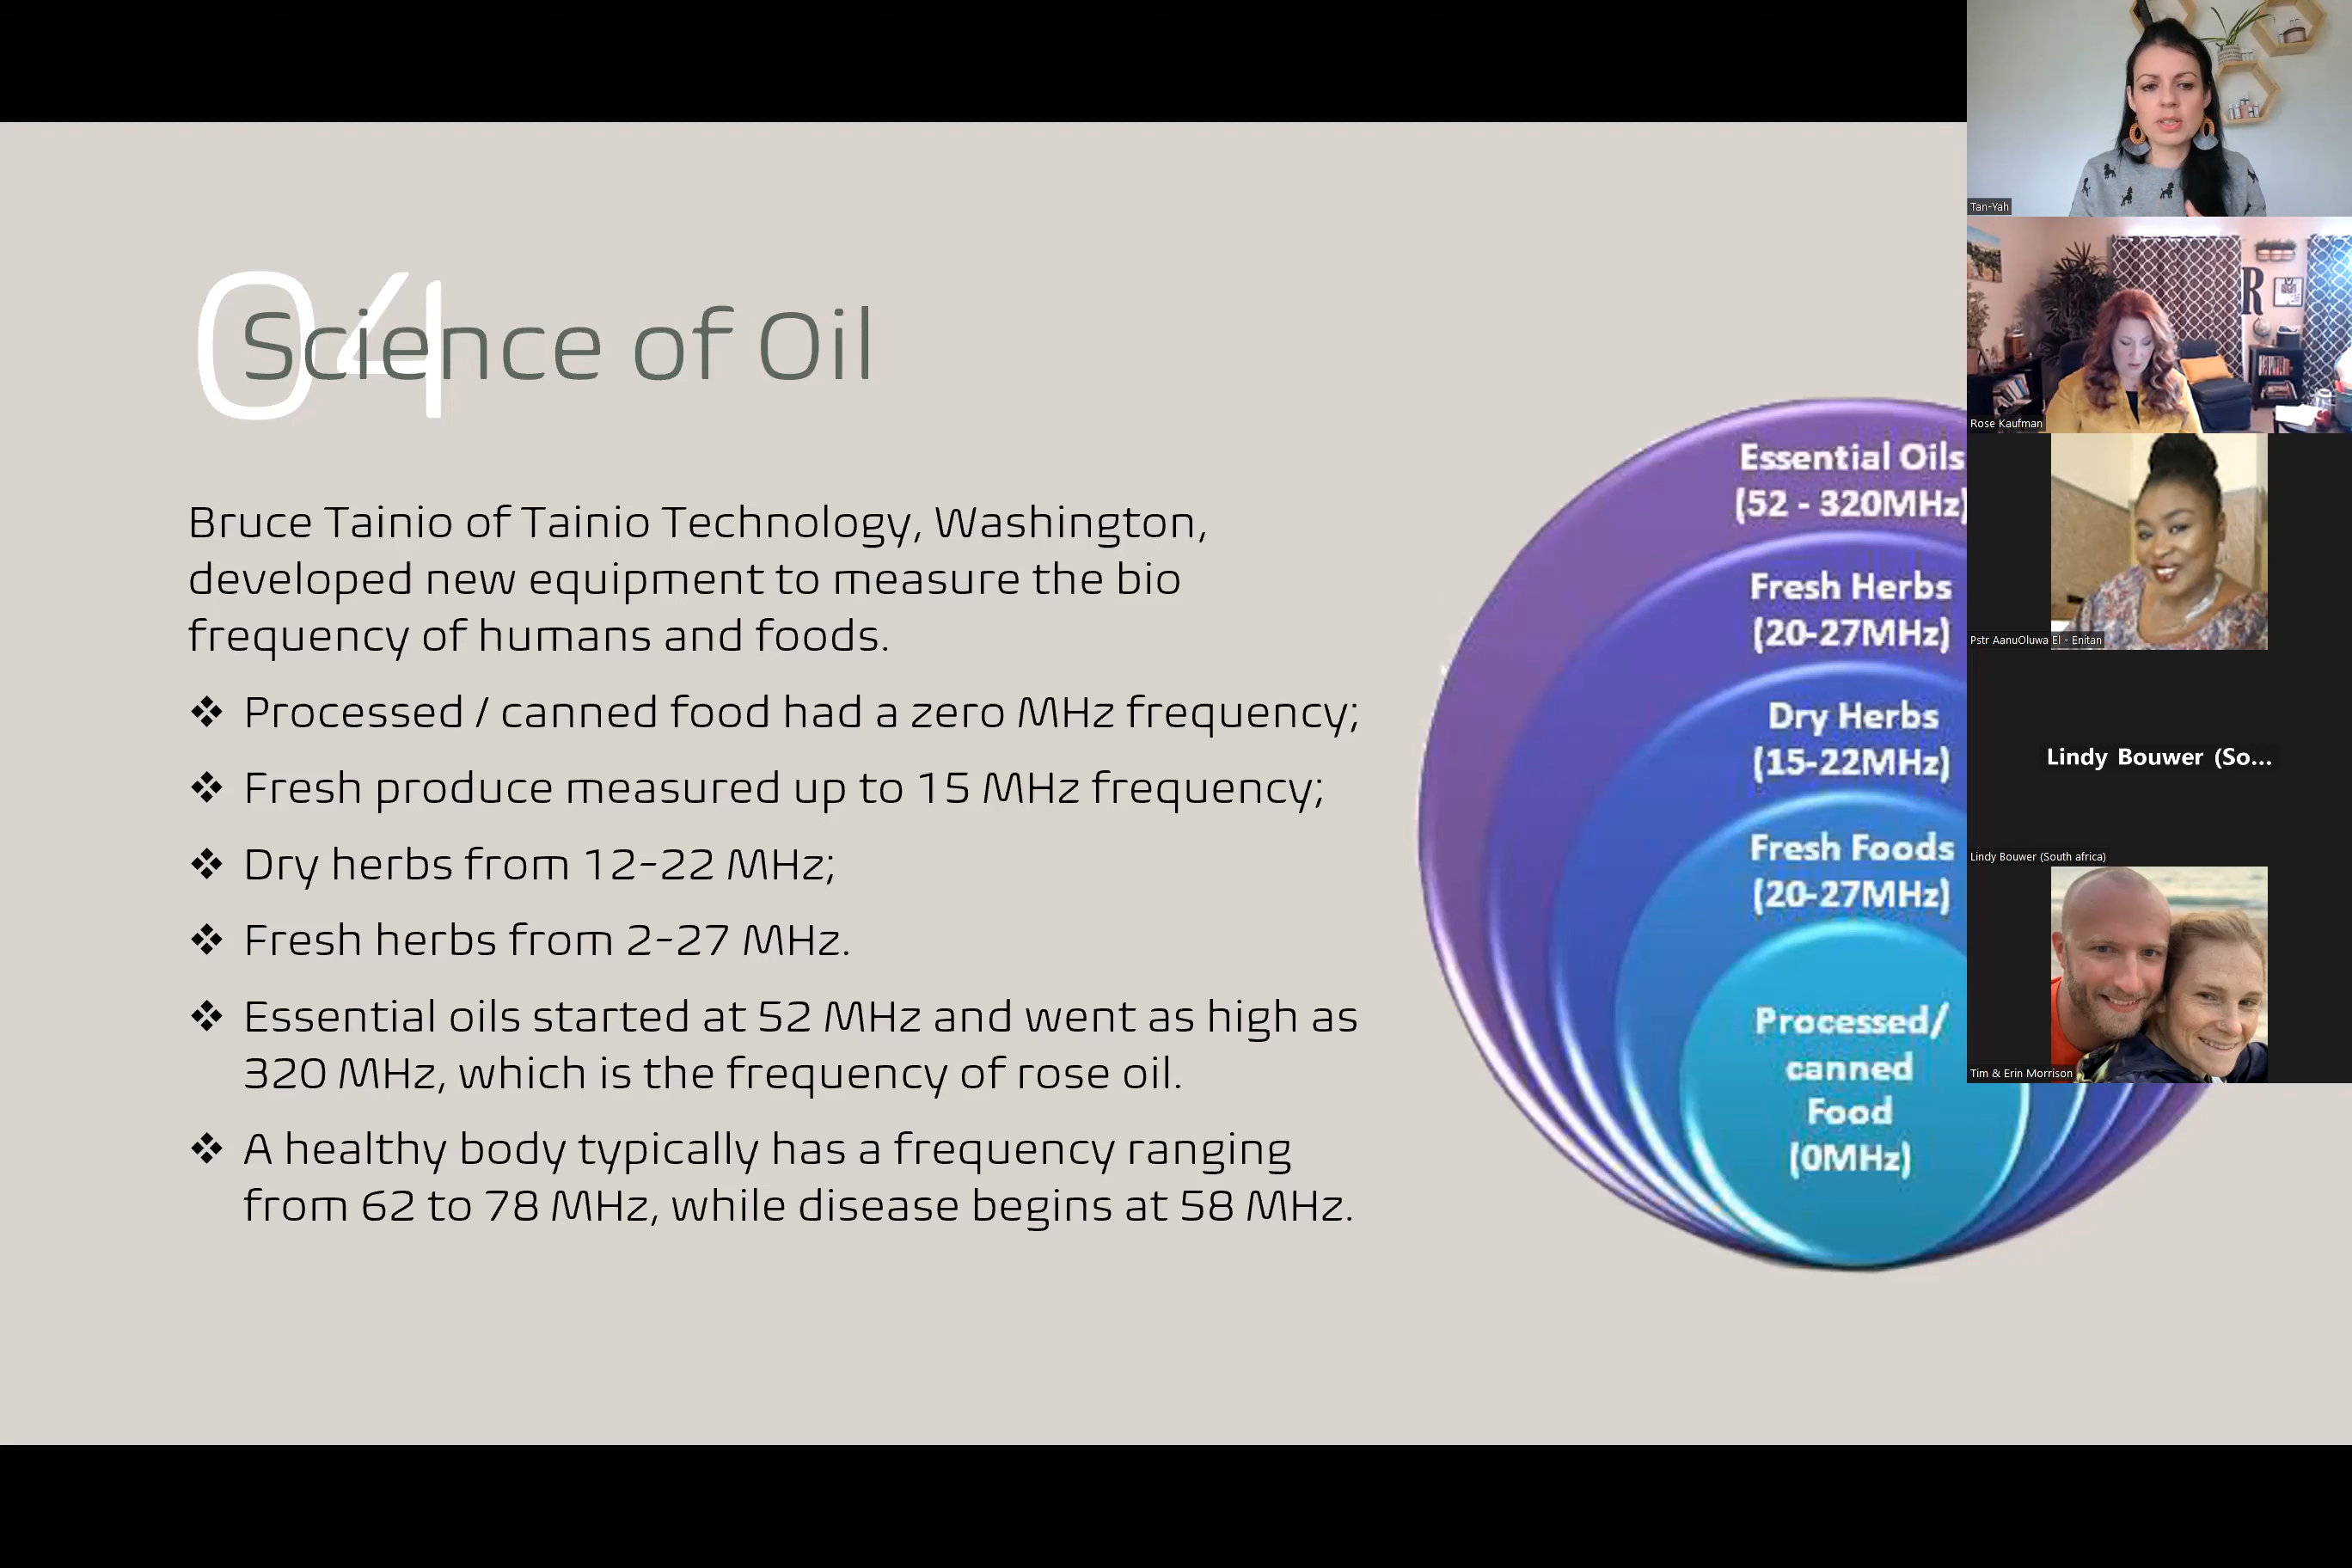 04
Science of Oil
Bruce Tainio of Tainio Technology, Washington,
developed new equipment to measure the bio
frequency of humans and foods.
❖ Processed / canned food had a zero MHz frequency;
❖ Fresh produce measured up to 15 MHz frequency;
❖ Dry herbs from 12-22 MHz;
❖ Fresh herbs from 2-27 MHz.
❖ Essential oils started at 52 MHz and went as high as
320 MHz, which is the frequency of rose oil.
❖ A healthy body typically has a frequency ranging
from 62 to 78 MHz, while disease begins at 58 MHz.
Essential Oils
(52 - 320MHz)
Fresh Herbs
(20-27MHz)
Dry Herbs
(15-22MHz)
Fresh Foods
(20-27MHz)
Processed/
canned
Food
(0MHz)
Tan-Yah
R
Rose Kaufman
Pstr AanuOluwa El - Enitan
Lindy Bouwer (So...
Lindy Bouwer (South africa)
Tim & Erin Morrison